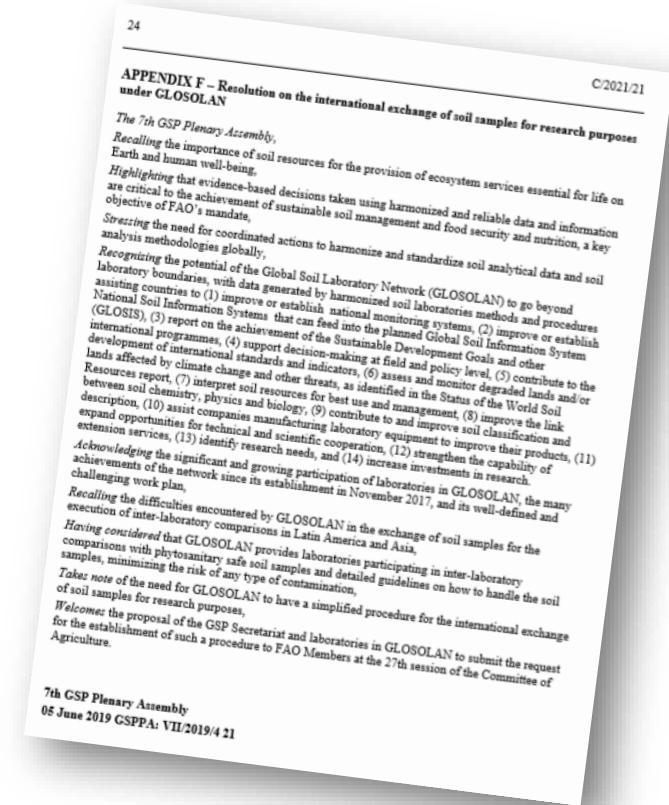 24
C/2021/21
APPENDIX F – Resolution on the international exchange of soil samples for research purposes
under GLOSOLAN
The 7th GSP Plenary Assembly,
Recalling the importance of soil resources for the provision of ecosystem services essential for life on
Earth and human well-being,
Highlighting that evidence-based decisions taken using harmonized and reliable data and information
are critical to the achievement of sustainable soil management and food security and nutrition, a key
objective of FAO's mandate,
Stressing the need for coordinated actions to harmonize and standardize soil analytical data and soil
analysis methodologies globally,
Recognizing the potential of the Global Soil Laboratory Network (GLOSOLAN) to go beyond
laboratory boundaries, with data generated by harmonized soil laboratories methods and procedures
assisting countries to (1) improve or establish national monitoring systems, (2) improve or establish
National Soil Information Systems that can feed into the planned Global Soil Information System
(GLOSIS), (3) report on the achievement of the Sustainable Development Goals and other
international programmes, (4) support decision-making at field and policy level, (5) contribute to the
development of international standards and indicators, (6) assess and monitor degraded lands and/or
lands affected by climate change and other threats, as identified in the Status of the World Soil
Resources report, (7) interpret soil resources for best use and management, (8) improve the link
between soil chemistry, physics and biology, (9) contribute to and improve soil classification and
description, (10) assist companies manufacturing laboratory equipment to improve their products, (11)
expand opportunities for technical and scientific cooperation, (12) strengthen the capability of
extension services, (13) identify research needs, and (14) increase investments in research.
Acknowledging the significant and growing participation of laboratories in GLOSOLAN, the many
achievements of the network since its establishment in November 2017, and its well-defined and
challenging work plan,
Recalling the difficulties encountered by GLOSOLAN in the exchange of soil samples for the
execution of inter-laboratory comparisons in Latin America and Asia,
Having considered that GLOSOLAN provides laboratories participating in inter-laboratory
comparisons with phytosanitary safe soil samples and detailed guidelines on how to handle the soil
samples, minimizing the risk of any type of contamination,
Takes note of the need for GLOSOLAN to have a simplified procedure for the international exchange
of soil samples for research purposes,
Welcomes the proposal of the GSP Secretariat and laboratories in GLOSOLAN to submit the request
for the establishment of such a procedure to FAO Members at the 27th session of the Committee of
Agriculture.
7th GSP Plenary Assembly
05 June 2019 GSPPA: VII/2019/4 21